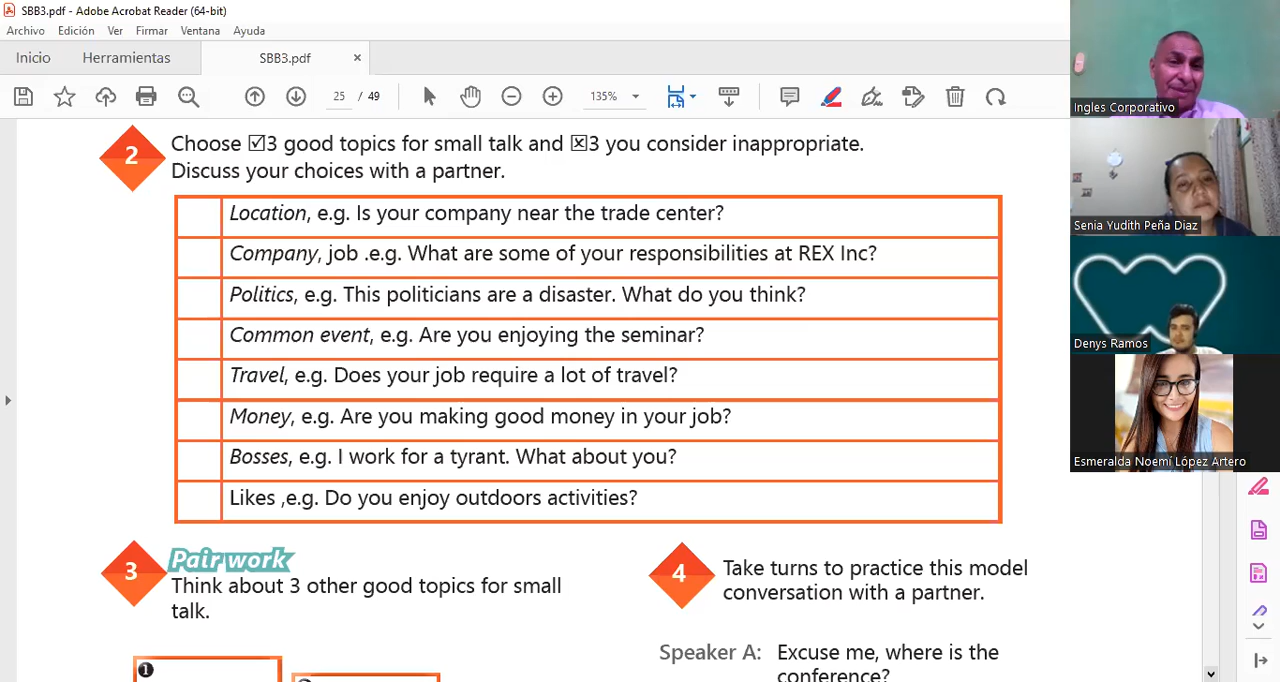 SBB3.pdf - Adobe Acrobat Reader (64-bit)
Archivo Edición Ver Firmar Ventana Ayuda
Inicio Herramientas SBB3.pdf ×
25 / 49 135%
2 Choose ☑3 good topics for small talk and ☒3 you consider inappropriate.
Discuss your choices with a partner.
Location, e.g. Is your company near the trade center?
Company, job .e.g. What are some of your responsibilities at REX Inc?
Politics, e.g. This politicians are a disaster. What do you think?
Common event, e.g. Are you enjoying the seminar?
Travel, e.g. Does your job require a lot of travel?
Money, e.g. Are you making good money in your job?
Bosses, e.g. I work for a tyrant. What about you?
Likes ,e.g. Do you enjoy outdoors activities?
3 Pair work
Think about 3 other good topics for small
talk.
1
4 Take turns to practice this model
conversation with a partner.
Speaker A: Excuse me, where is the
conference?
Ingles Corporativo
Senia Yudith Peña Diaz
Denys Ramos
Esmeralda Noemí López Artero